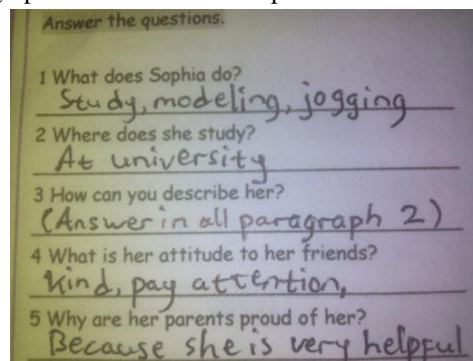 Answer the questions.
1 What does Sophia do?
Study, modeling, jogging
2 Where does she study?
At university
3 How can you describe her?
(Answer in all paragraph 2)
4 What is her attitude to her friends?
Kind, pay attention,
5 Why are her parents proud of her?
Because she is very helpful